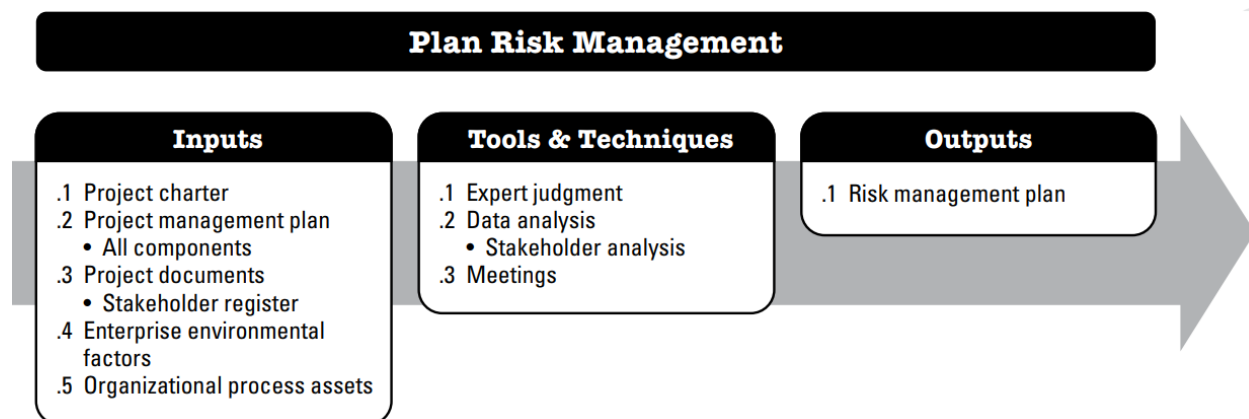 Plan Risk Management
Inputs
.1 Project charter
.2 Project management plan
• All components
.3 Project documents
• Stakeholder register
.4 Enterprise environmental
factors
.5 Organizational process assets
Tools & Techniques
.1 Expert judgment
.2 Data analysis
• Stakeholder analysis
.3 Meetings
Outputs
.1 Risk management plan